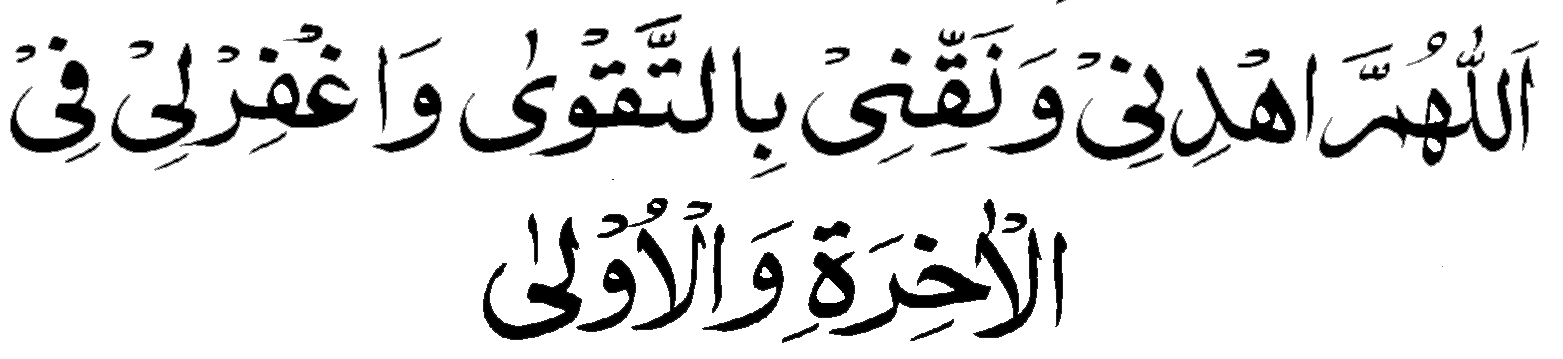 اَللّٰهُمَّ اهْدِنِیْ وَنَقِّنِیْ بِالتَّقْوٰی وَاغْفِرْلِیْ فِیْ
الْاٰخِرَةِ وَالْاُوْلٰی